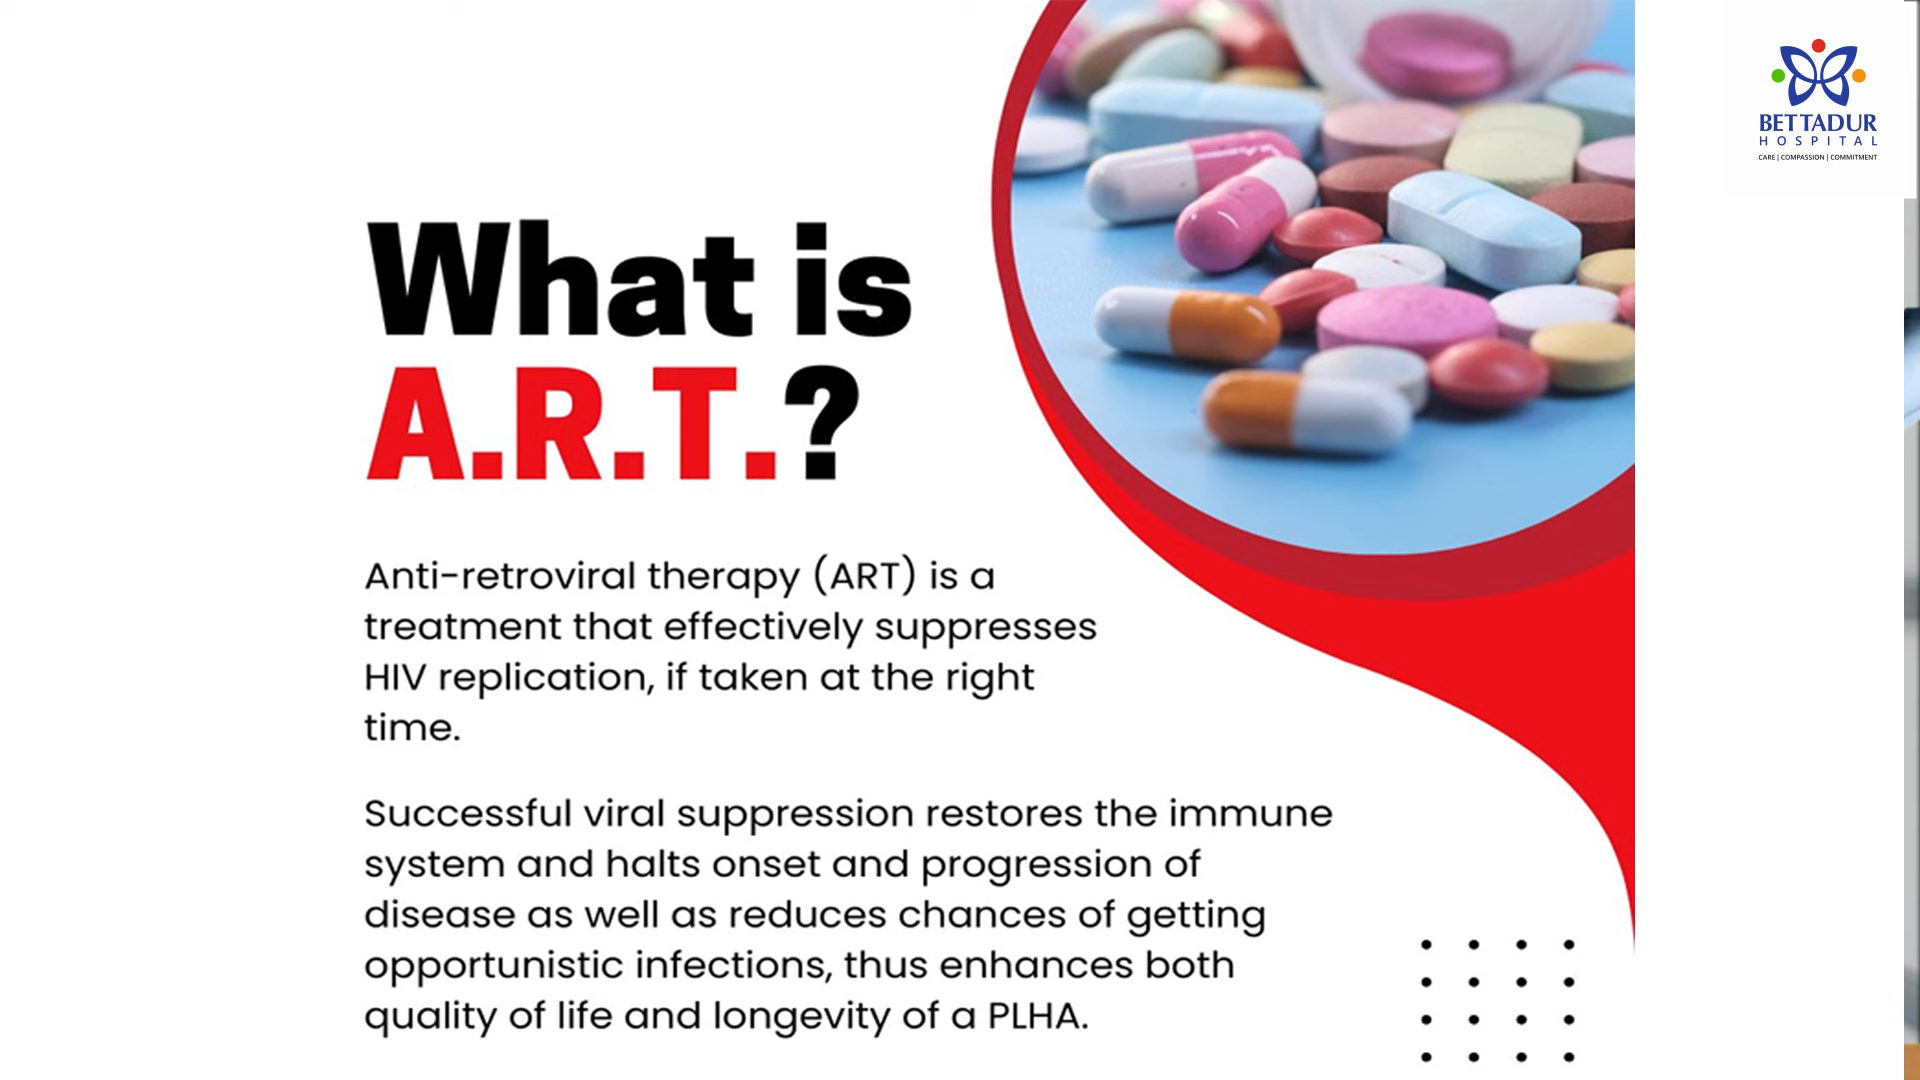 What is
A.R.T.?
Anti-retroviral therapy (ART) is a
treatment that effectively suppresses
HIV replication, if taken at the right
time.
Successful viral suppression restores the immune
system and halts onset and progression of
disease as well as reduces chances of getting
opportunistic infections, thus enhances both
quality of life and longevity of a PLHA.
BETTADUR
HOSPITAL
CARE | COMPASSION | COMMITMENT